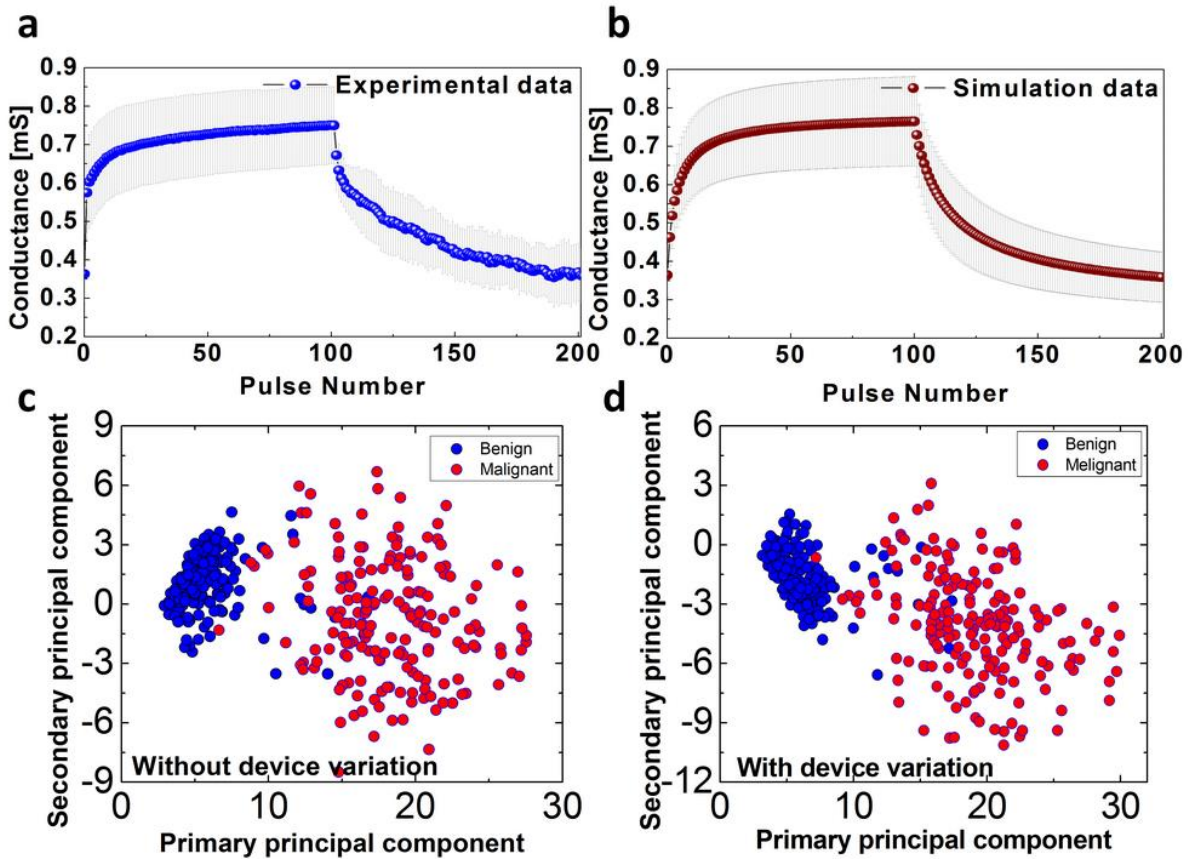 a
Conductance [mS]
0.9
0.8
0.7
0.6
0.5
0.4
0.3
0.2
Experimental data
0
50
100
150
200
Pulse Number
b
Conductance [mS]
0.9
0.8
0.7
0.6
0.5
0.4
0.3
0.2
Simulation data
0
50
100
150
200
Pulse Number
c
Secondary principal component
9
6
3
0
−3
−6
−9
Benign
Malignant
Without device variation
0
10
20
30
Primary principal component
d
Secondary principal component
6
3
0
−3
−6
−9
−12
Benign
Melignant
With device variation
0
10
20
30
Primary principal component